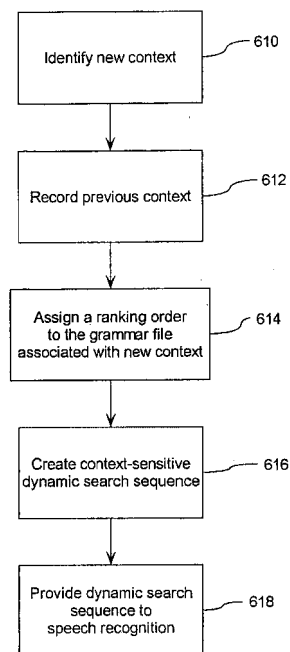 Identify new context
610
Record previous context
612
Assign a ranking order
to the grammar file
associated with new context
614
Create context-sensitive
dynamic search sequence
616
Provide dynamic search
sequence to
speech recognition
618